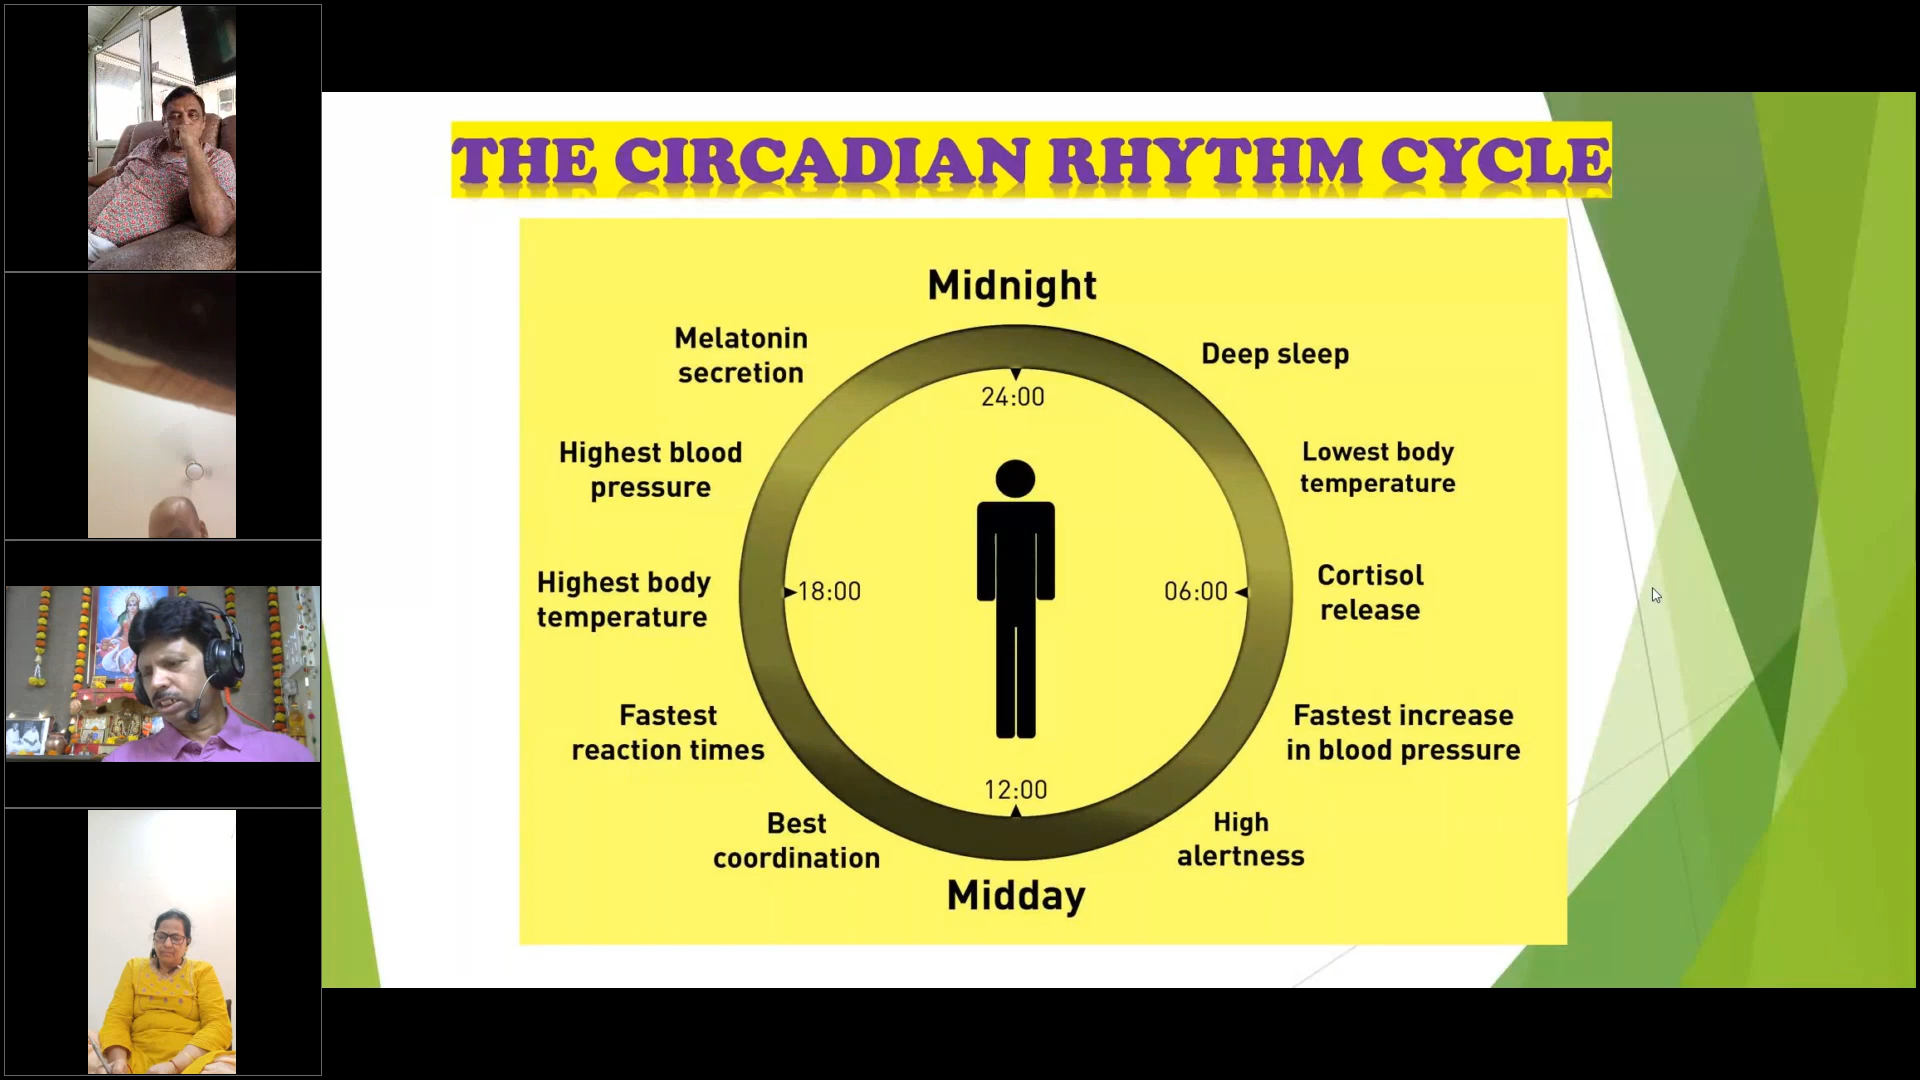 THE CIRCADIAN RHYTHM CYCLE
Midnight
Melatonin
secretion
Deep sleep
24:00
Highest blood
pressure
Lowest body
temperature
Highest body
temperature
18:00
06:00
Cortisol
release
Fastest
reaction times
Fastest increase
in blood pressure
12:00
Best
coordination
High
alertness
Midday